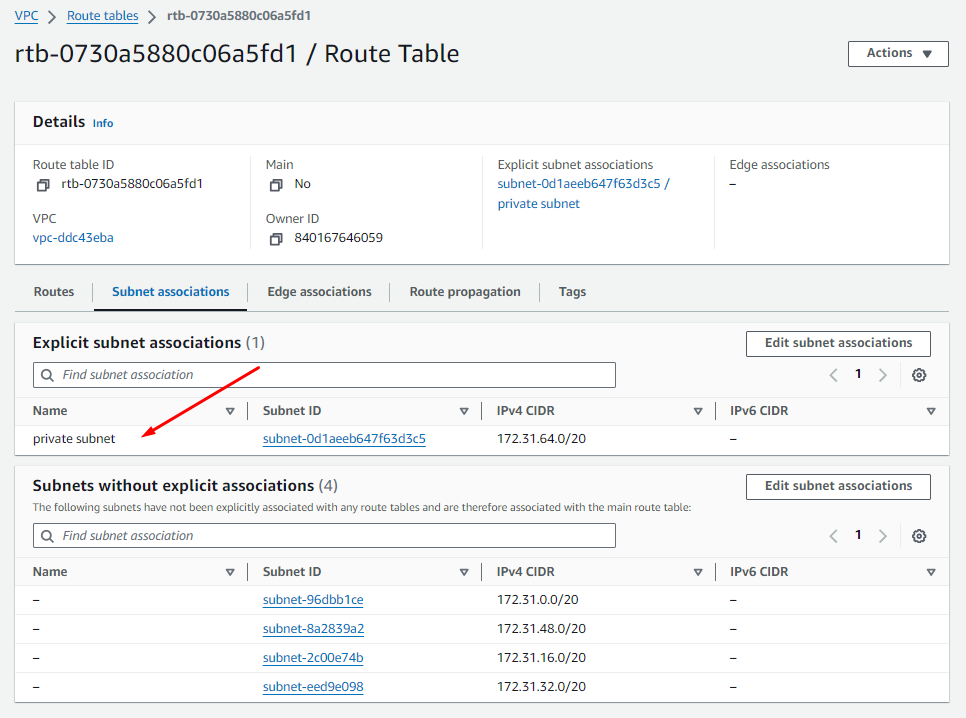 VPC > Route tables > rtb-0730a5880c06a5fd1
rtb-0730a5880c06a5fd1 / Route Table
Actions
Details Info
Route table ID
rtb-0730a5880c06a5fd1
Main
No
Explicit subnet associations
subnet-0d1aeeb647f63d3c5 /
private subnet
Edge associations
–
VPC
vpc-ddc43eba
Owner ID
840167646059
Routes Subnet associations Edge associations Route propagation Tags
Explicit subnet associations (1)
Edit subnet associations
Find subnet association
1
Name Subnet ID IPv4 CIDR IPv6 CIDR
private subnet subnet-0d1aeeb647f63d3c5 172.31.64.0/20 –
Subnets without explicit associations (4)
Edit subnet associations
The following subnets have not been explicitly associated with any route tables and are therefore associated with the main route table:
Find subnet association
1
Name Subnet ID IPv4 CIDR IPv6 CIDR
– subnet-96dbb1ce 172.31.0.0/20 –
– subnet-8a2839a2 172.31.48.0/20 –
– subnet-2c00e74b 172.31.16.0/20 –
– subnet-eed9e098 172.31.32.0/20 –